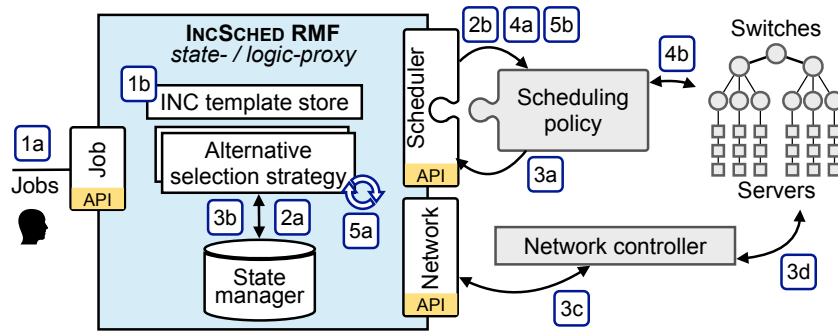 INCSCHED RMF
state- / logic-proxy
1b
INC template store
Alternative
selection strategy
3b
2a
5a
State
manager
1a
Jobs
Job
API
Scheduler
API
Network
API
2b
4a
5b
Scheduling
policy
3a
4b
Switches
Servers
Network controller
3c
3d